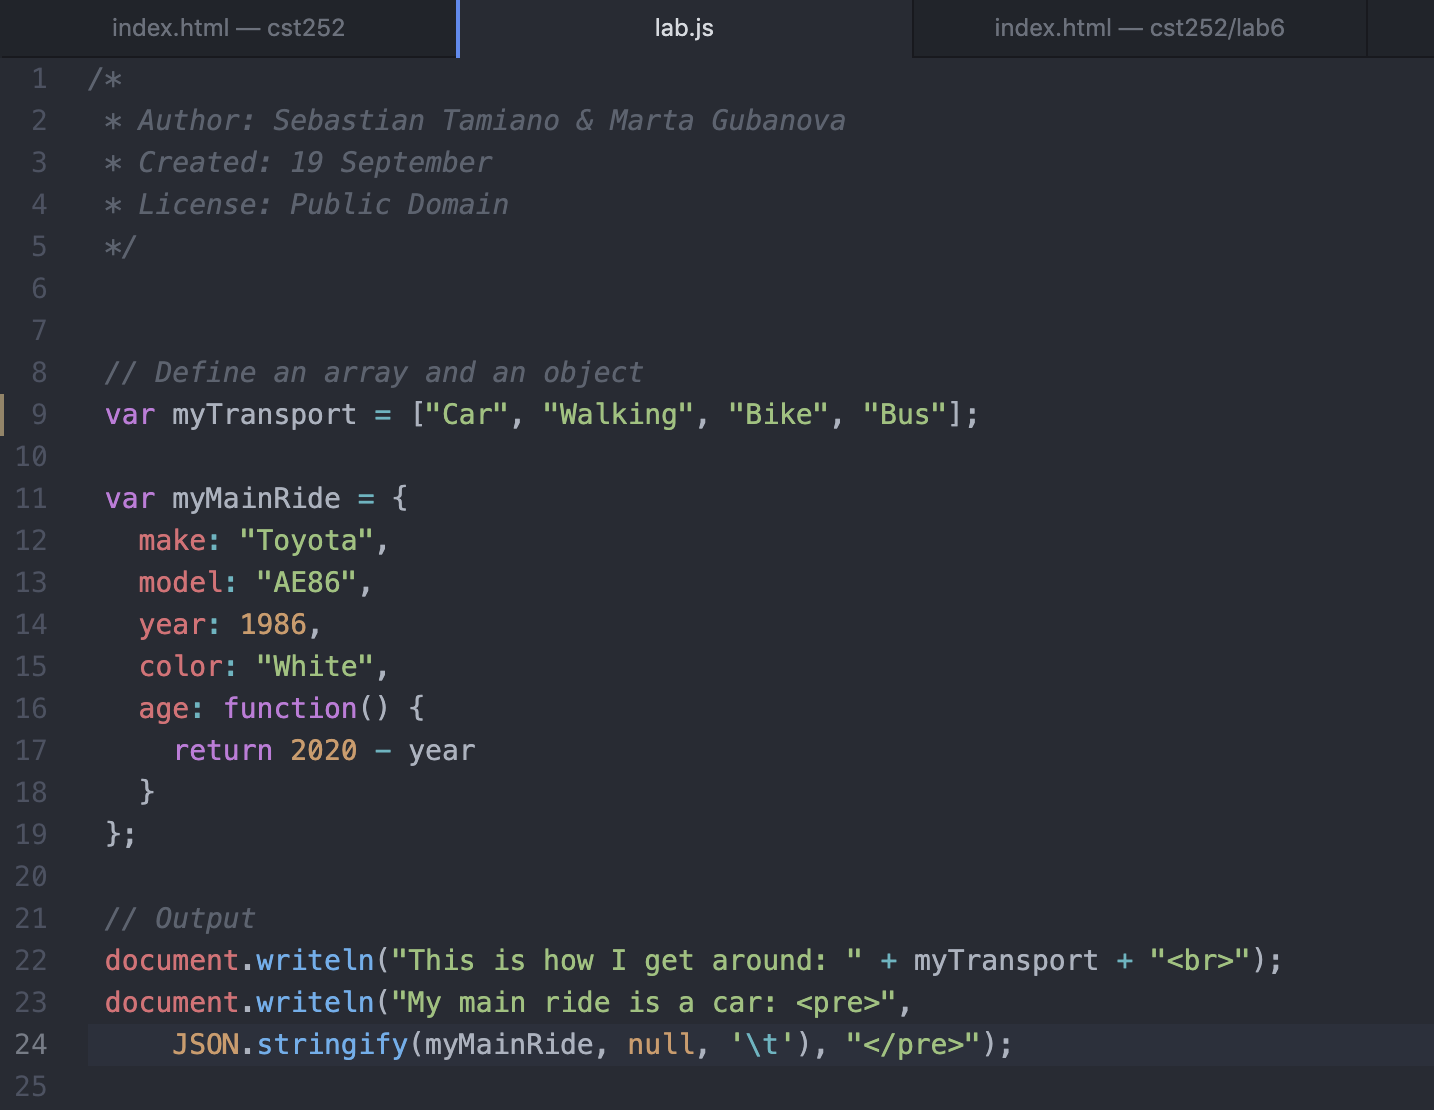 index.html — cst252 lab.js index.html — cst252/lab6
1 /*
2 * Author: Sebastian Tamiano & Marta Gubanova
3 * Created: 19 September
4 * License: Public Domain
5 */
6
7
8 // Define an array and an object
9 var myTransport = ["Car", "Walking", "Bike", "Bus"];
10
11 var myMainRide = {
12 make: "Toyota",
13 model: "AE86",
14 year: 1986,
15 color: "White",
16 age: function() {
17 return 2020 - year
18 }
19 };
20
21 // Output
22 document.writeln("This is how I get around: " + myTransport + "<br>");
23 document.writeln("My main ride is a car: <pre>",
24 JSON.stringify(myMainRide, null, '\t'), "</pre>");
25